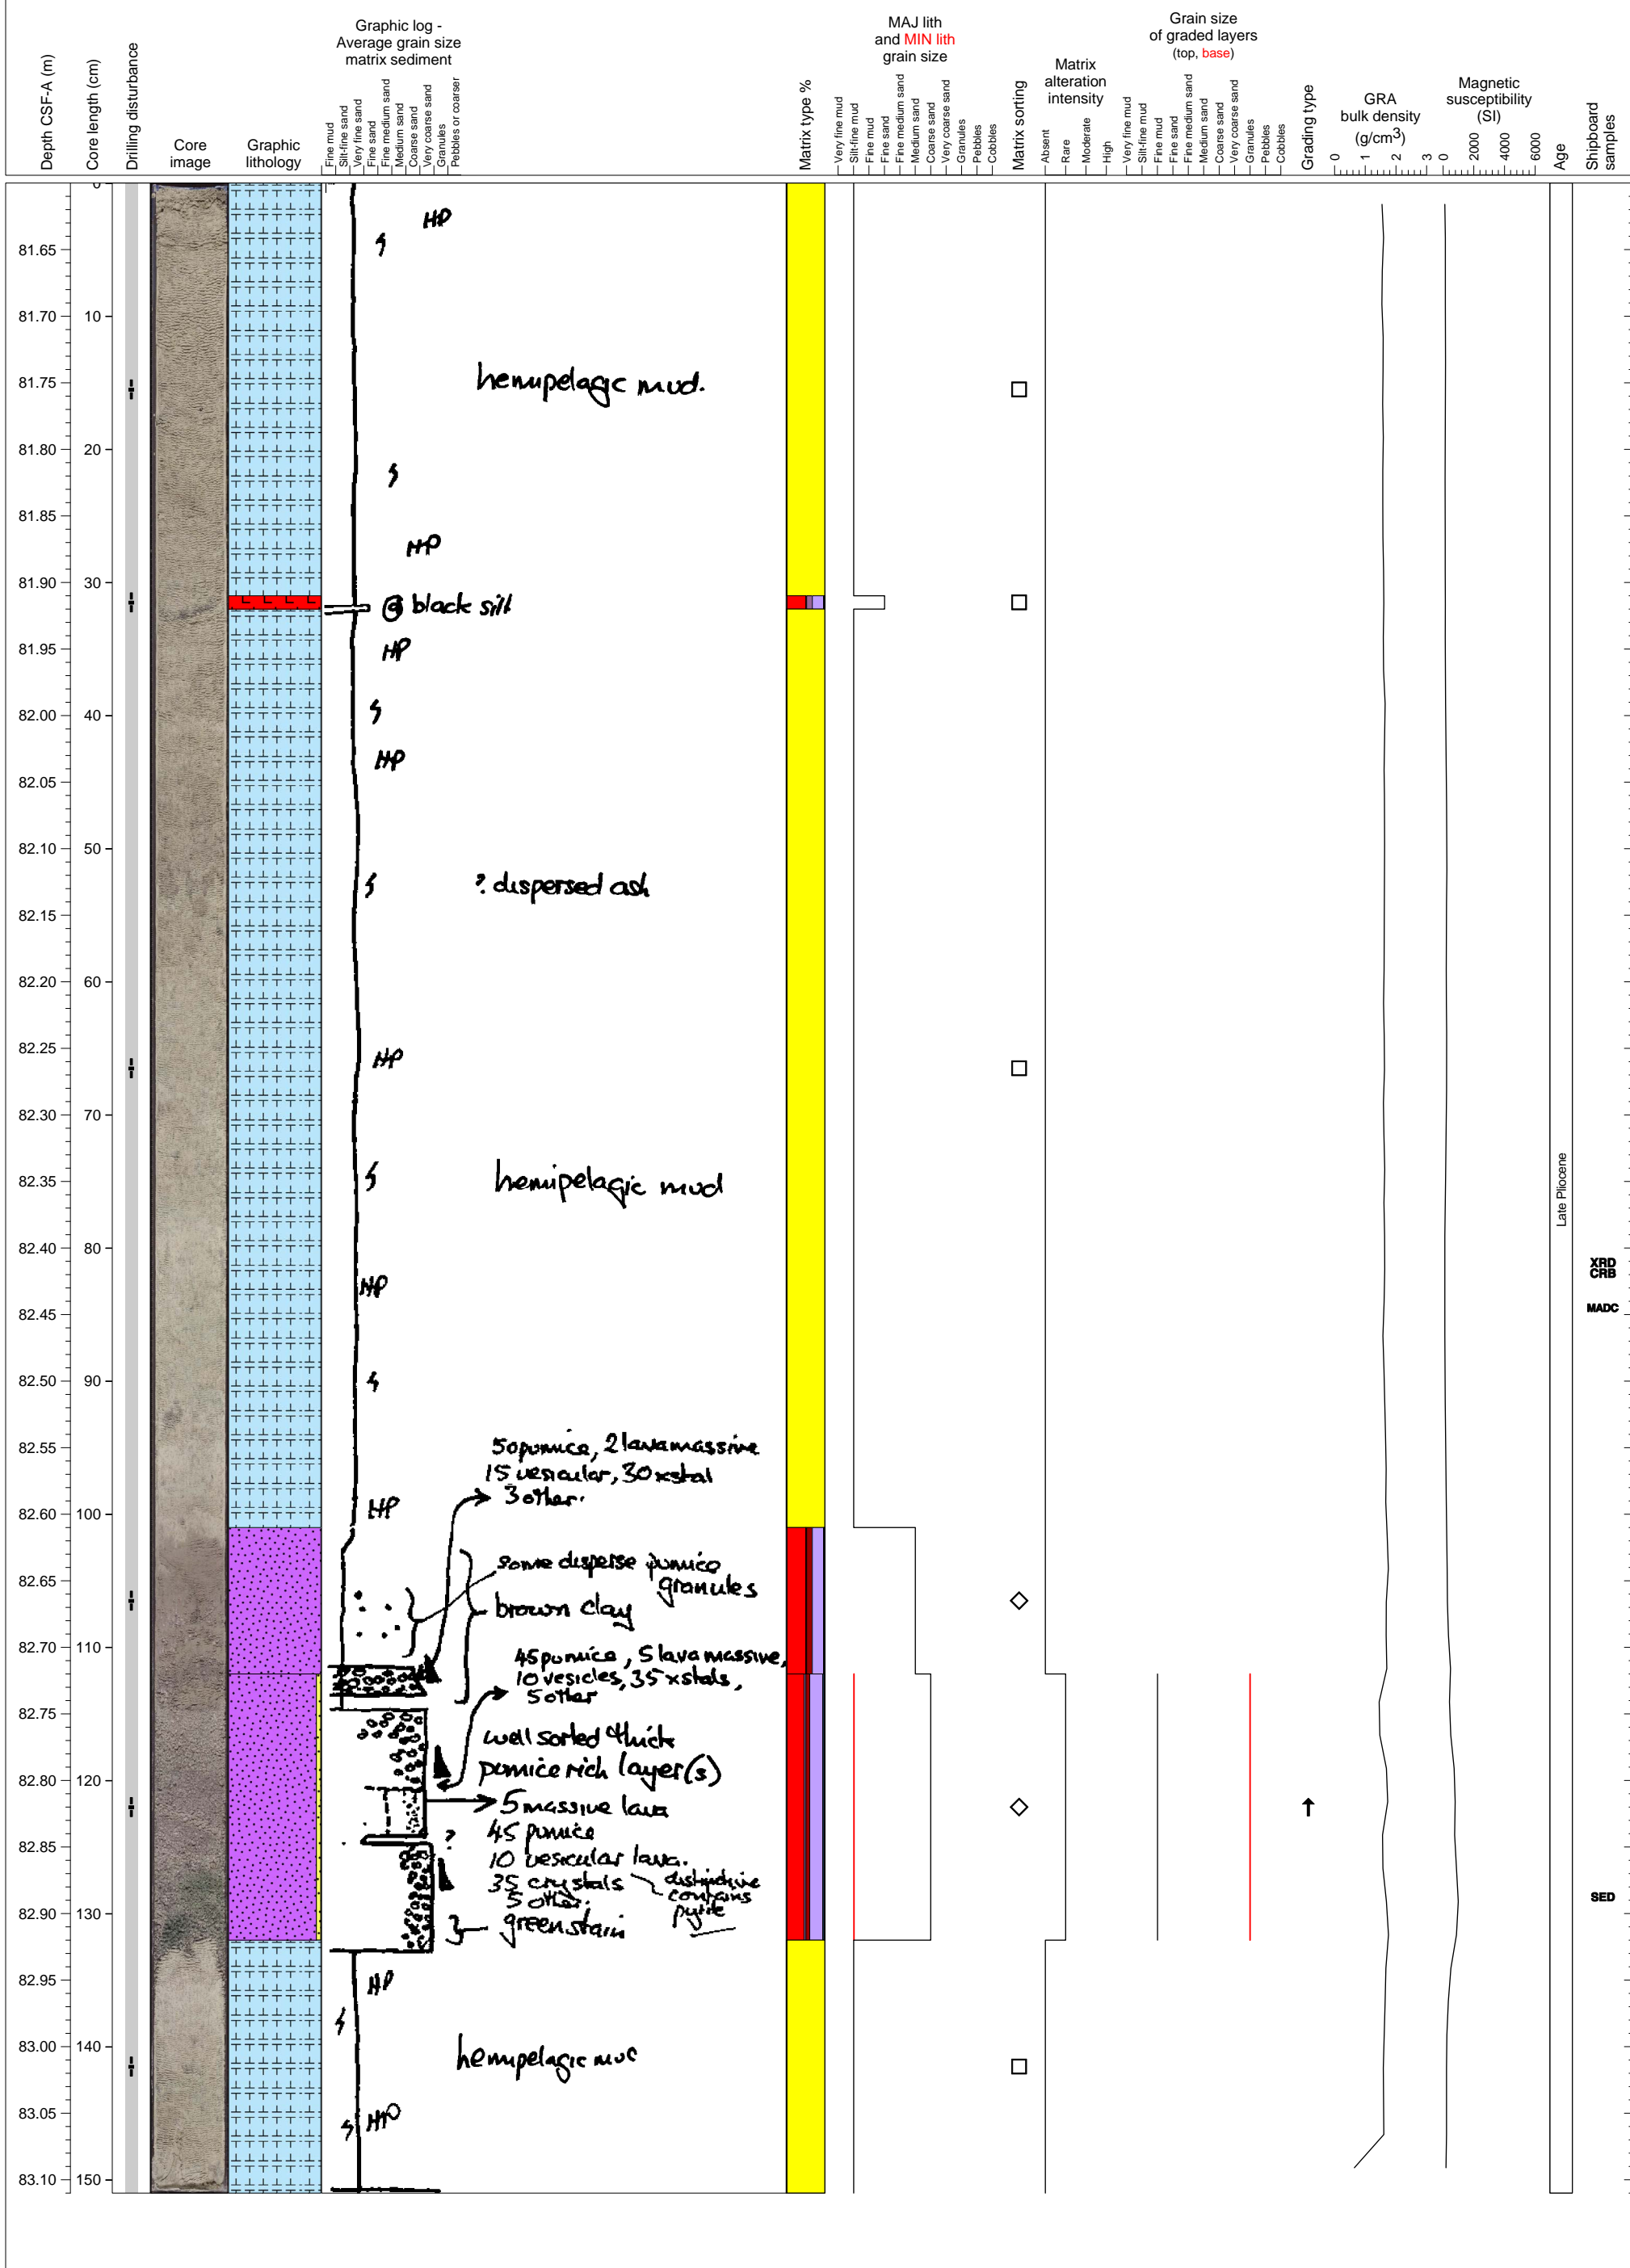 Depth CSF-A (m)
Core length (cm)
Drilling disturbance
Core
image
Graphic
lithology
Graphic log -
Average grain size
matrix sediment
Fine mud
Silt-fine sand
Very fine sand
Fine sand
Fine medium sand
Medium sand
Coarse sand
Very coarse sand
Granules
Pebbles or coarser
Matrix type %
MAJ lith
and MIN lith
grain size
Very fine mud
Silt-fine mud
Fine mud
Fine sand
Fine medium sand
Medium sand
Coarse sand
Very coarse sand
Granules
Pebbles
Cobbles
Matrix sorting
Matrix
alteration
intensity
Absent
Rare
Moderate
High
Grain size
of graded layers
(top, base)
Very fine mud
Silt-fine mud
Fine mud
Fine sand
Fine medium sand
Medium sand
Coarse sand
Very coarse sand
Granules
Pebbles
Cobbles
Grading type
GRA
bulk density
(g/cm3)
0 1 2 3
Magnetic
susceptibility
(SI)
0 2000 4000 6000
Age
Shipboard
samples
0
HP
81.65
81.70 10
hemipelagic mud.
81.75
81.80 20
81.85
HP
81.90 30
black silt
81.95
HP
82.00 40
HP
82.05
82.10 50
? dispersed ash
82.15
82.20 60
82.25
HP
82.30 70
82.35
hemipelagic mud
Late Pliocene
82.40 80
XRD
CRB
HP
82.45
MADC
82.50 90
82.55
50 pumice, 2 lava massive
15 vesicular, 30 xstal
3 other.
HP
82.60 100
some disperse pumice
granules
82.65
brown clay
82.70 110
45 pumice, 5 lava massive,
10 vesicles, 35 xstals,
5 other
82.75
well sorted thick
pumice rich layer(s)
82.80 120
5 massive lava
?
45 pumice
82.85
10 vesicular lava.
35 crystals
5 other.
distinctive
contains
pyrite
SED
82.90 130
green stain
82.95
HP
83.00 140
hemipelagic mud
83.05
HP
83.10 150